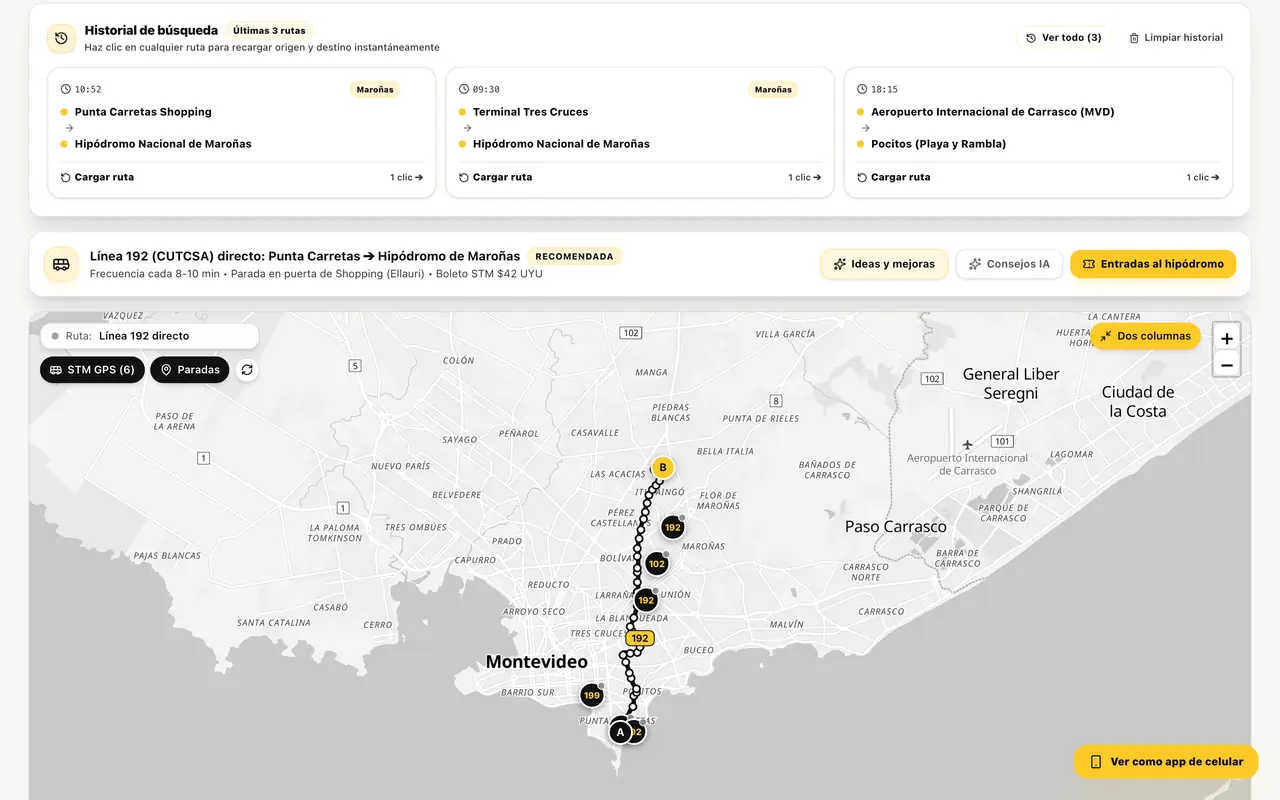 Historial de búsqueda Últimas 3 rutas
Haz clic en cualquier ruta para recargar origen y destino instantáneamente
Ver todo (3) Limpiar historial
10:52 Maroñas
Punta Carretas Shopping
→
Hipódromo Nacional de Maroñas
Cargar ruta 1 clic ➔
09:30 Maroñas
Terminal Tres Cruces
→
Hipódromo Nacional de Maroñas
Cargar ruta 1 clic ➔
18:15
Aeropuerto Internacional de Carrasco (MVD)
→
Pocitos (Playa y Rambla)
Cargar ruta 1 clic ➔
Línea 192 (CUTCSA) directo: Punta Carretas ➔ Hipódromo de Maroñas RECOMENDADA
Frecuencia cada 8-10 min • Parada en puerta de Shopping (Ellauri) • Boleto STM $42 UYU
Ideas y mejoras Consejos IA Entradas al hipódromo
Ruta: Línea 192 directo
STM GPS (6) Paradas
Dos columnas
+
−
VÁZQUEZ
LA CANTERA
102
VILLA GARCÍA
COLÓN
5
MANGA
102
General Liber
Seregni
Ciudad de
la Costa
8
PIEDRAS
BLANCAS
PUNTA DE RIELES
PASO DE
LA ARENA
PEÑAROL
CASAVALLE
SAYAGO
101
1
BELLA ITALIA
Aeropuerto Internacional
de Carrasco
LAGOMAR
NUEVO PARÍS
LAS ACACIAS
B
BAÑADOS DE
CARRASCO
BELVEDERE
FLOR DE
MAROÑAS
SHANGRILÁ
1
PARQUE DE
CARRASCO
LA PALOMA
TOMKINSON
TRES OMBÚES
PÉREZ
192
Paso Carrasco
PRADO
MAROÑAS
PAJAS BLANCAS
CAPURRO
102
BARRA DE
CARRASCO
CARRASCO
NORTE
REDUCTO
192
UNIÓN
CASABÓ
ARROYO SECO
CARRASCO
SANTA CATALINA
CERRO
MALVÍN
TRES CRUCES
192
BUCEO
Montevideo
BARRIO SUR
199
A
Ver como app de celular